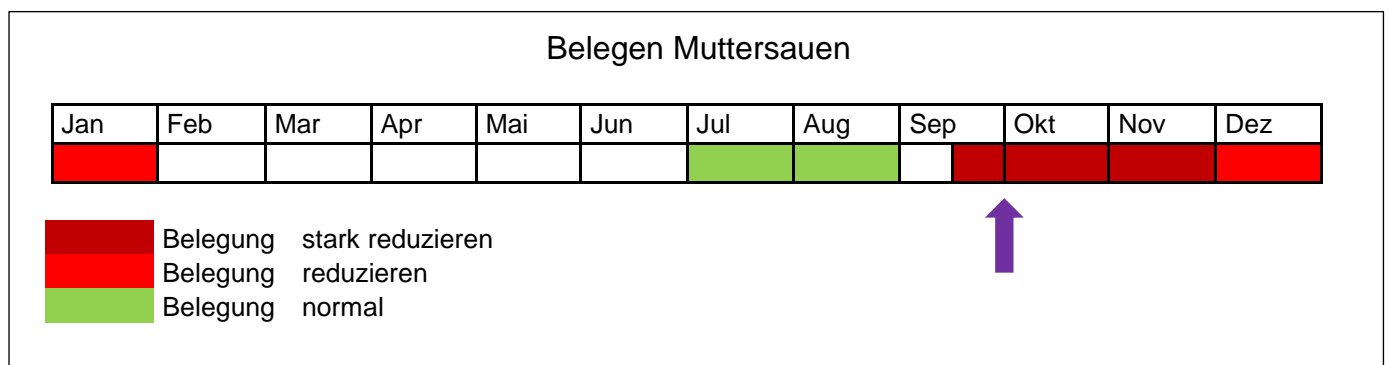 Belegen Muttersauen
Jan Feb Mar Apr Mai Jun Jul Aug Sep Okt Nov Dez
Belegung stark reduzieren
Belegung reduzieren
Belegung normal